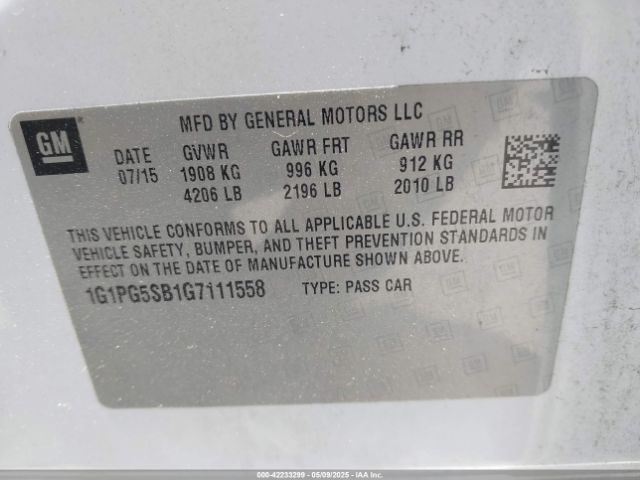 GM
MFD BY GENERAL MOTORS LLC
DATE GVWR GAWR FRT GAWR RR
07/15 1908 KG 996 KG 912 KG
4206 LB 2196 LB 2010 LB
THIS VEHICLE CONFORMS TO ALL APPLICABLE U.S. FEDERAL MOTOR
VEHICLE SAFETY, BUMPER, AND THEFT PREVENTION STANDARDS IN
EFFECT ON THE DATE OF MANUFACTURE SHOWN ABOVE.
1G1PG5SB1G7111558 TYPE: PASS CAR
000-42233299 - 05/09/2025 - IAA, Inc.